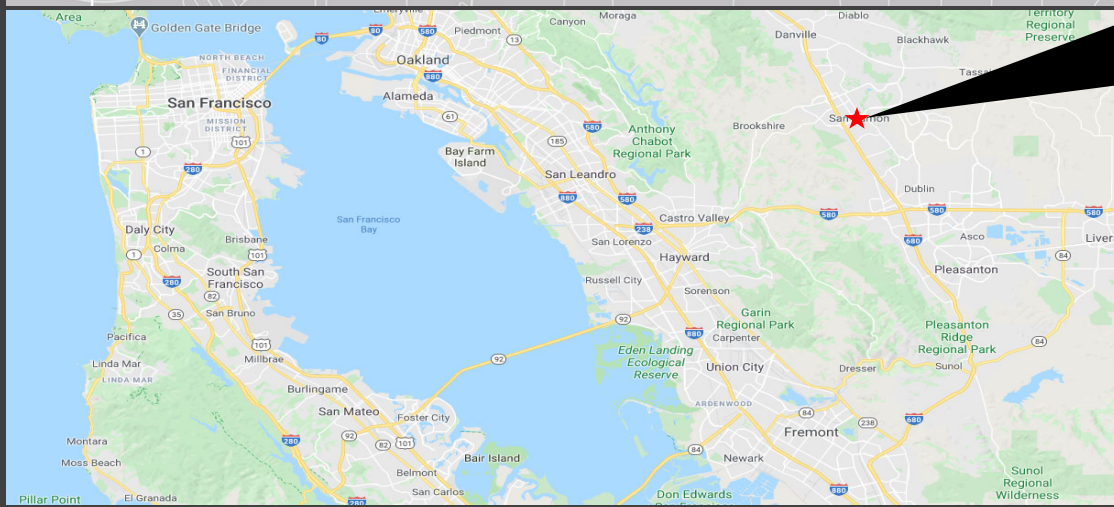 Area
Golden Gate Bridge
80
80
580
Piedmont
13
Canyon
Moraga
Diablo
Territory
Regional
Preserve
Danville
Blackhawk
NORTH BEACH
FINANCIAL
DISTRICT
Oakland
880
San Francisco
MISSION
DISTRICT
Alameda
61
580
Anthony
Chabot
Regional Park
Brookshire
1
101
280
185
Bay Farm
Island
San Leandro
880
580
Dublin
San Francisco
Bay
Castro Valley
238
580
580
580
Daly City
Colma
Brisbane
San Lorenzo
680
Asco
1
101
Hayward
84
South San
Francisco
280
82
Russell City
Pleasanton
Sorenson
35
San Bruno
92
Garin
Regional Park
Pleasanton
Ridge
Regional Park
Pacifica
101
880
Carpenter
84
Linda Mar
LINDA MAR
Millbrae
92
Eden Landing
Ecological
Reserve
Union City
Dresser
Sunol
Burlingame
ARDENWOOD
San Mateo
Foster City
84
238
680
Montara
280
92
82
101
Fremont
Moss Beach
Bair Island
84
Newark
Belmont
880
Sunol
Regional
Wilderness
Pillar Point
El Granada
San Carlos
280
Don Edwards